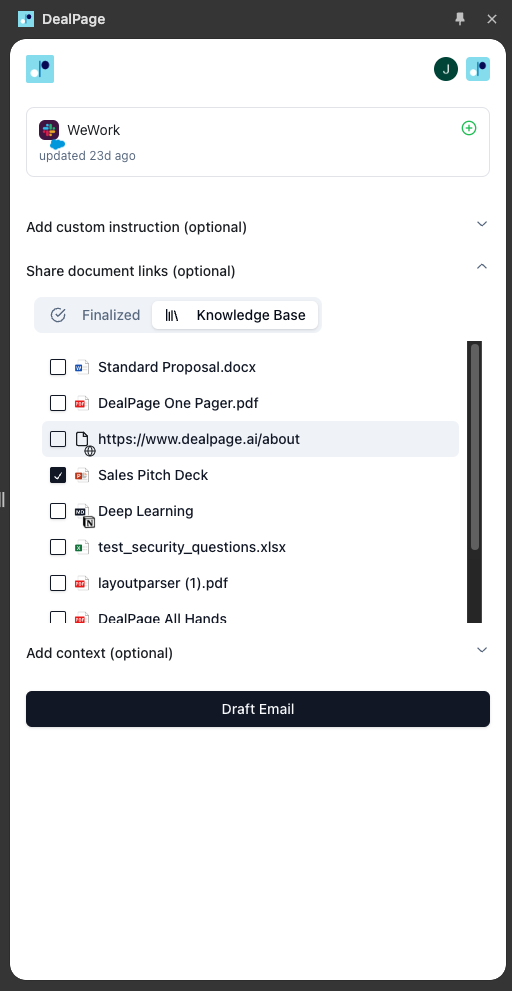 DealPage
J
WeWork
updated 23d ago
Add custom instruction (optional)
Share document links (optional)
Finalized
Knowledge Base
Standard Proposal.docx
DealPage One Pager.pdf
https://www.dealpage.ai/about
Sales Pitch Deck
Deep Learning
test_security_questions.xlsx
layoutparser (1).pdf
DealPage All Hands
Add context (optional)
Draft Email